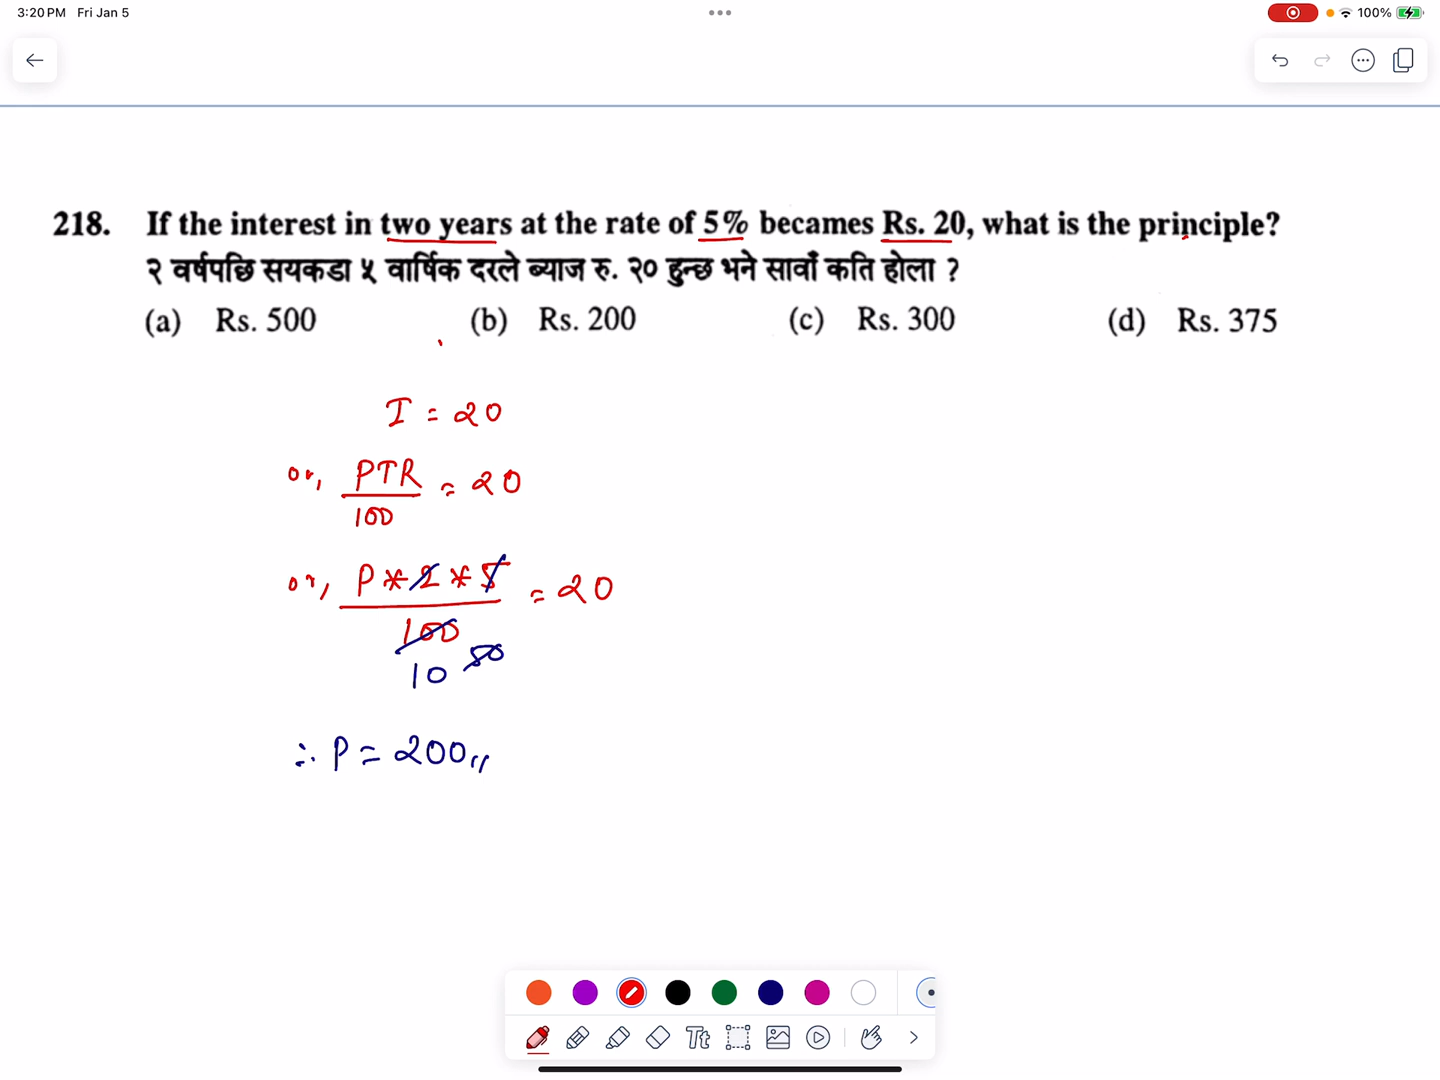 3:20 PM Fri Jan 5
100%
218. If the interest in two years at the rate of 5% becames Rs. 20, what is the principle?
२ वर्षपछि सयकडा ५ वार्षिक दरले ब्याज रु. २० हुन्छ भने सावाँ कति होला ?
(a) Rs. 500 (b) Rs. 200 (c) Rs. 300 (d) Rs. 375
I = 20
or, PTR / 100 = 20
or, P * 2 * 5 / 100 = 20
10 50
∴ P = 200,,
Tt